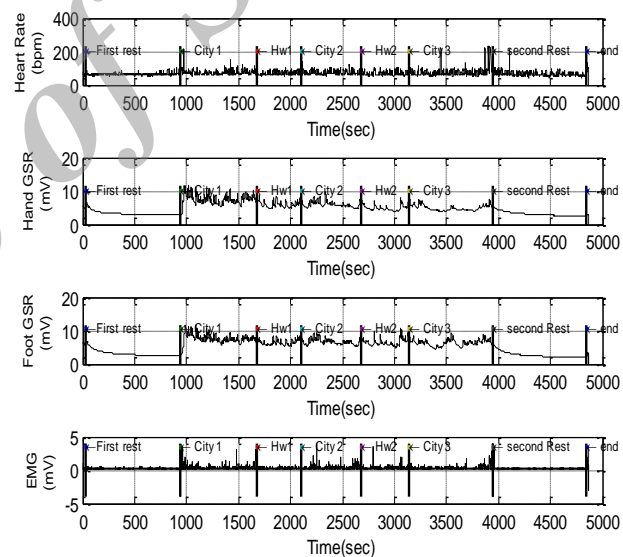 of S
400
200
0
Heart Rate
(bpm)
First rest City 1 Hw1 City 2 Hw2 City 3 second Rest end
0 500 1000 1500 2000 2500 3000 3500 4000 4500 5000
Time(sec)
20
10
0
Hand GSR
(mV)
First rest City 1 Hw1 City 2 Hw2 City 3 second Rest end
0 500 1000 1500 2000 2500 3000 3500 4000 4500 5000
Time(sec)
20
10
0
Foot GSR
(mV)
First rest City 1 Hw1 City 2 Hw2 City 3 second Rest end
0 500 1000 1500 2000 2500 3000 3500 4000 4500 5000
Time(sec)
5
0
-5
EMG
(mV)
First rest City 1 Hw1 City 2 Hw2 City 3 second Rest end
0 500 1000 1500 2000 2500 3000 3500 4000 4500 5000
Time(sec)